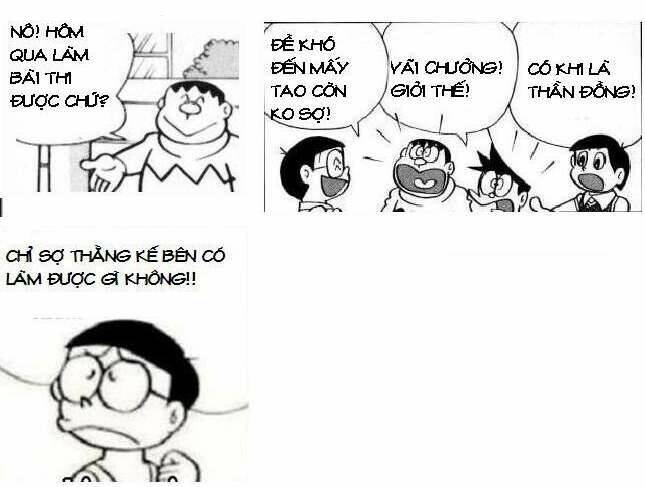 NÔ! HÔM
QUA LÀM
BÀI THI
ĐƯỢC CHỨ?
ĐỀ KHÓ
ĐẾN MẤY
TAO CÒN
KO SỢ!
VÃI CHƯỞNG!
GIỎI THẾ!
CÓ KHI LÀ
THẦN ĐỒNG!
CHỈ SỢ THẰNG KẾ BÊN CÓ
LÀM ĐƯỢC GÌ KHÔNG!!